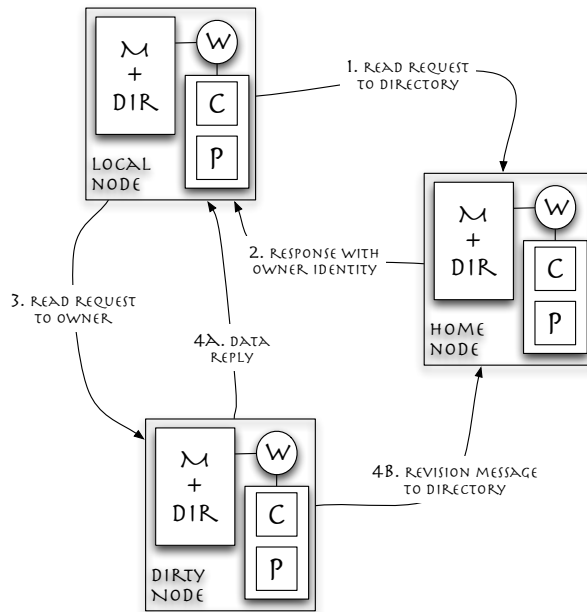 M
+
DIR
W
C
P
LOCAL
NODE
1. READ REQUEST
TO DIRECTORY
M
+
DIR
W
C
P
HOME
NODE
2. RESPONSE WITH
OWNER IDENTITY
3. READ REQUEST
TO OWNER
4A. DATA
REPLY
M
+
DIR
W
C
P
DIRTY
NODE
4B. REVISION MESSAGE
TO DIRECTORY